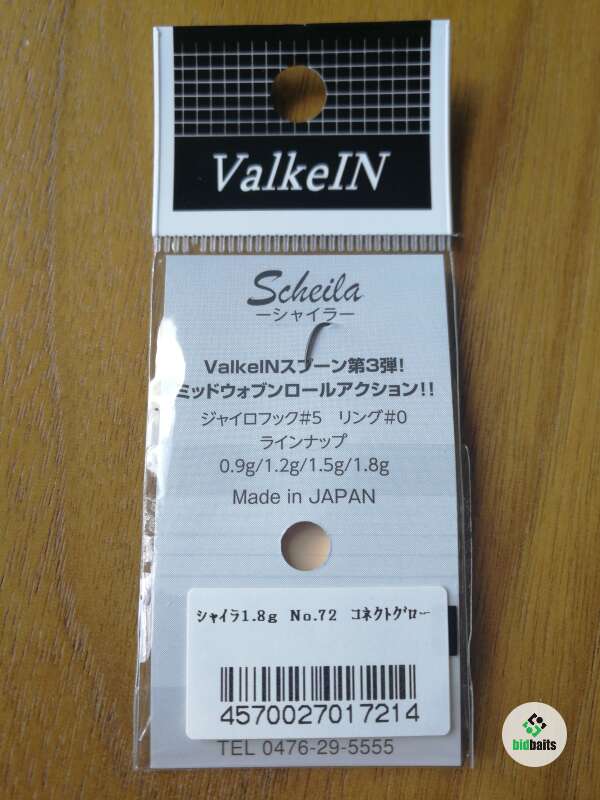 ValkeIN
Scheila
－シャイラ－
ValkeINスプーン第3弾!
ミッドウォブンロールアクション!!
ジャイロフック#5 リング#0
ラインナップ
0.9g/1.2g/1.5g/1.8g
Made in JAPAN
シャイラ1.8g No.72 コネクトグロー
4570027017214
TEL 0476-29-5555
bidbaits